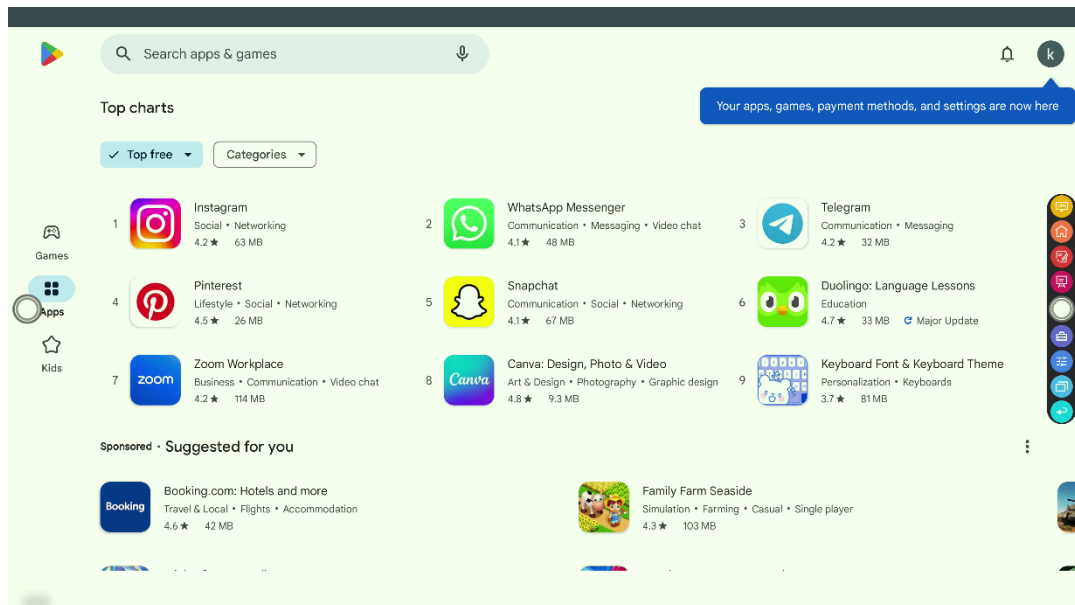 Search apps & games
k
Your apps, games, payment methods, and settings are now here
Top charts
Top free
Categories
Games
Apps
Kids
1
Instagram
Social • Networking
4.2★ 63 MB
2
WhatsApp Messenger
Communication • Messaging • Video chat
4.1★ 48 MB
3
Telegram
Communication • Messaging
4.2★ 32 MB
4
Pinterest
Lifestyle • Social • Networking
4.5★ 26 MB
5
Snapchat
Communication • Social • Networking
4.1★ 67 MB
6
Duolingo: Language Lessons
Education
4.7★ 33 MB Major Update
7
zoom
Zoom Workplace
Business • Communication • Video chat
4.2★ 114 MB
8
Canva
Canva: Design, Photo & Video
Art & Design • Photography • Graphic design
4.8★ 9.3 MB
9
Keyboard Font & Keyboard Theme
Personalization • Keyboards
3.7★ 81 MB
Sponsored · Suggested for you
Booking
Booking.com: Hotels and more
Travel & Local • Flights • Accommodation
4.6★ 42 MB
Family Farm Seaside
Simulation • Farming • Casual • Single player
4.3★ 103 MB